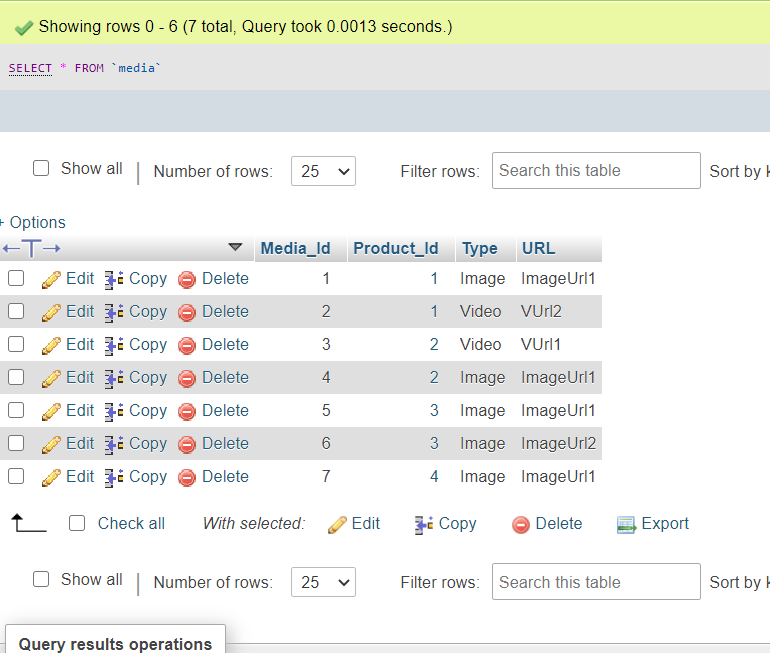 Showing rows 0 - 6 (7 total, Query took 0.0013 seconds.)
SELECT * FROM `media`
Show all | Number of rows: 25 Filter rows: Search this table Sort by k
+ Options
←T→ Media_Id Product_Id Type URL
Edit Copy Delete 1 1 Image ImageUrl1
Edit Copy Delete 2 1 Video VUrl2
Edit Copy Delete 3 2 Video VUrl1
Edit Copy Delete 4 2 Image ImageUrl1
Edit Copy Delete 5 3 Image ImageUrl1
Edit Copy Delete 6 3 Image ImageUrl2
Edit Copy Delete 7 4 Image ImageUrl1
Check all With selected: Edit Copy Delete Export
Show all | Number of rows: 25 Filter rows: Search this table Sort by k
Query results operations